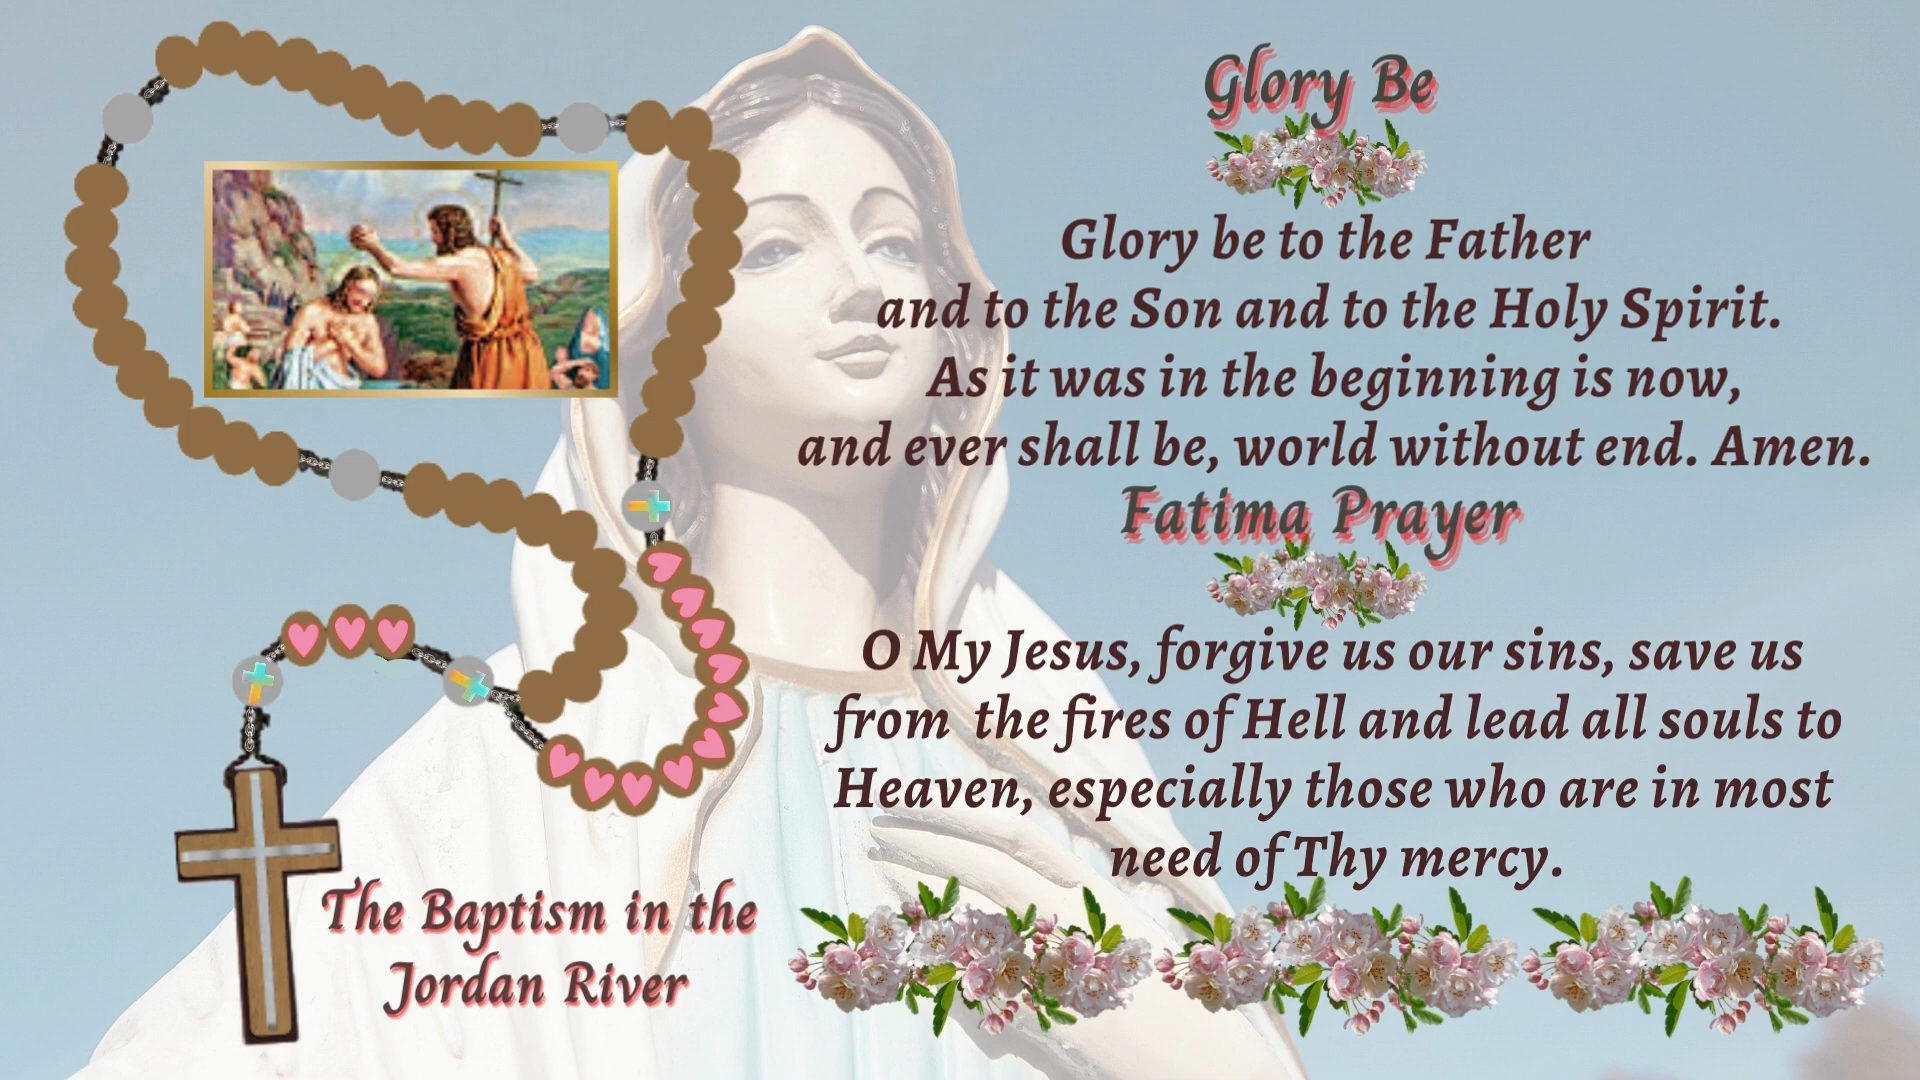 Glory Be
Glory be to the Father
and to the Son and to the Holy Spirit.
As it was in the beginning is now,
and ever shall be, world without end. Amen.
Fatima Prayer
O My Jesus, forgive us our sins, save us
from the fires of Hell and lead all souls to
Heaven, especially those who are in most
need of Thy mercy.
The Baptism in the
Jordan River